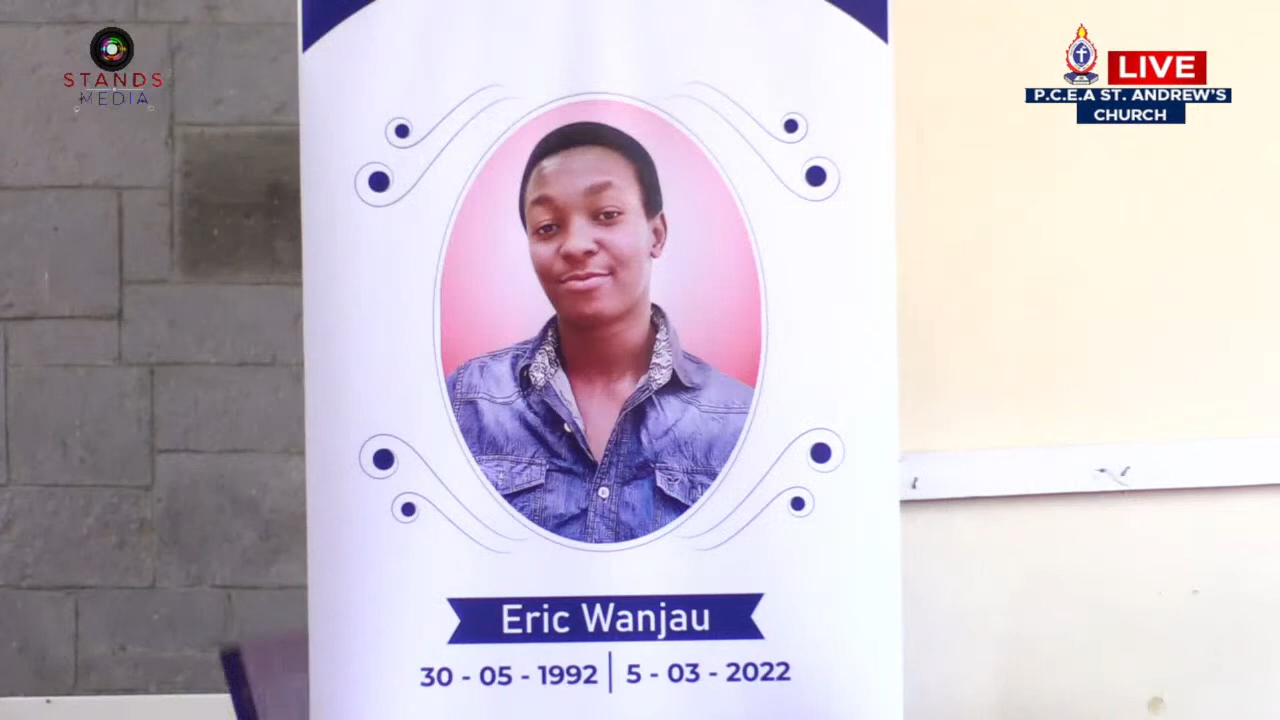 STANDS
MEDIA
LIVE
P.C.E.A ST. ANDREW'S
CHURCH
Eric Wanjau
30 - 05 - 1992 | 5 - 03 - 2022